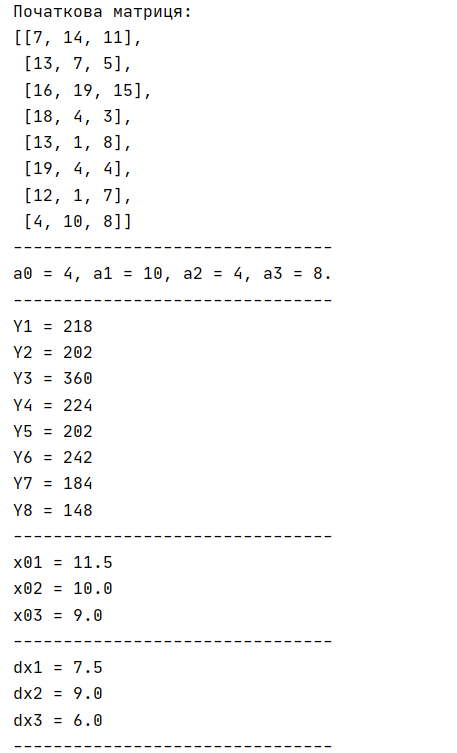 Початкова матриця:
[[7, 14, 11],
 [13, 7, 5],
 [16, 19, 15],
 [18, 4, 3],
 [13, 1, 8],
 [19, 4, 4],
 [12, 1, 7],
 [4, 10, 8]]
--------------------------------
a0 = 4, a1 = 10, a2 = 4, a3 = 8.
--------------------------------
Y1 = 218
Y2 = 202
Y3 = 360
Y4 = 224
Y5 = 202
Y6 = 242
Y7 = 184
Y8 = 148
--------------------------------
x01 = 11.5
x02 = 10.0
x03 = 9.0
--------------------------------
dx1 = 7.5
dx2 = 9.0
dx3 = 6.0
--------------------------------